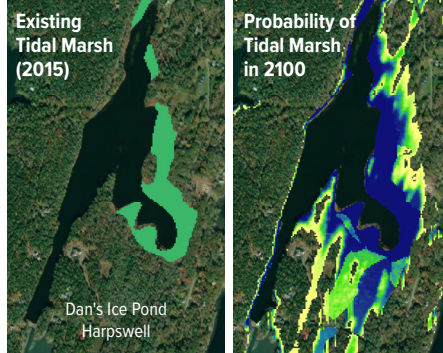 Existing
Tidal Marsh
(2015)
Probability of
Tidal Marsh
in 2100
Dan's Ice Pond
Harpswell